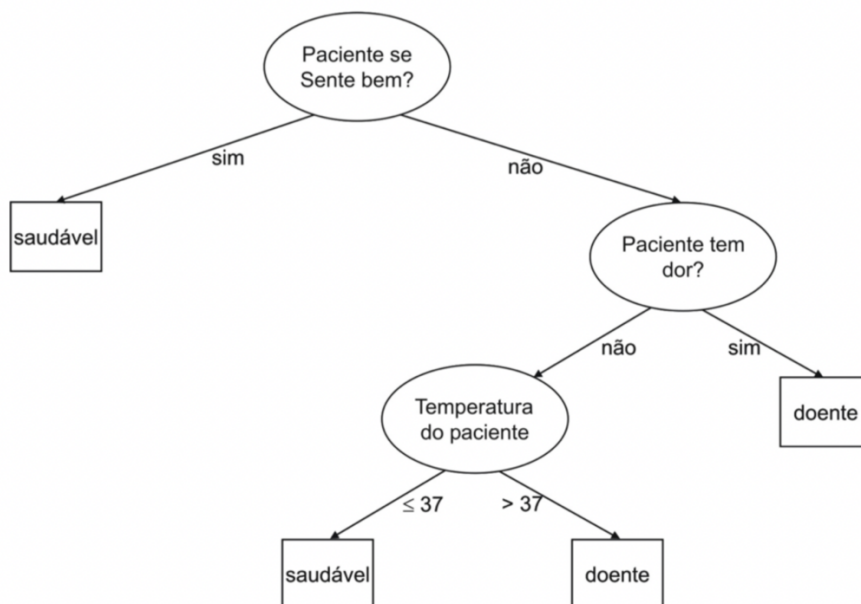 Paciente se
Sente bem?
sim
não
saudável
Paciente tem
dor?
não
sim
Temperatura
do paciente
doente
≤ 37
> 37
saudável
doente